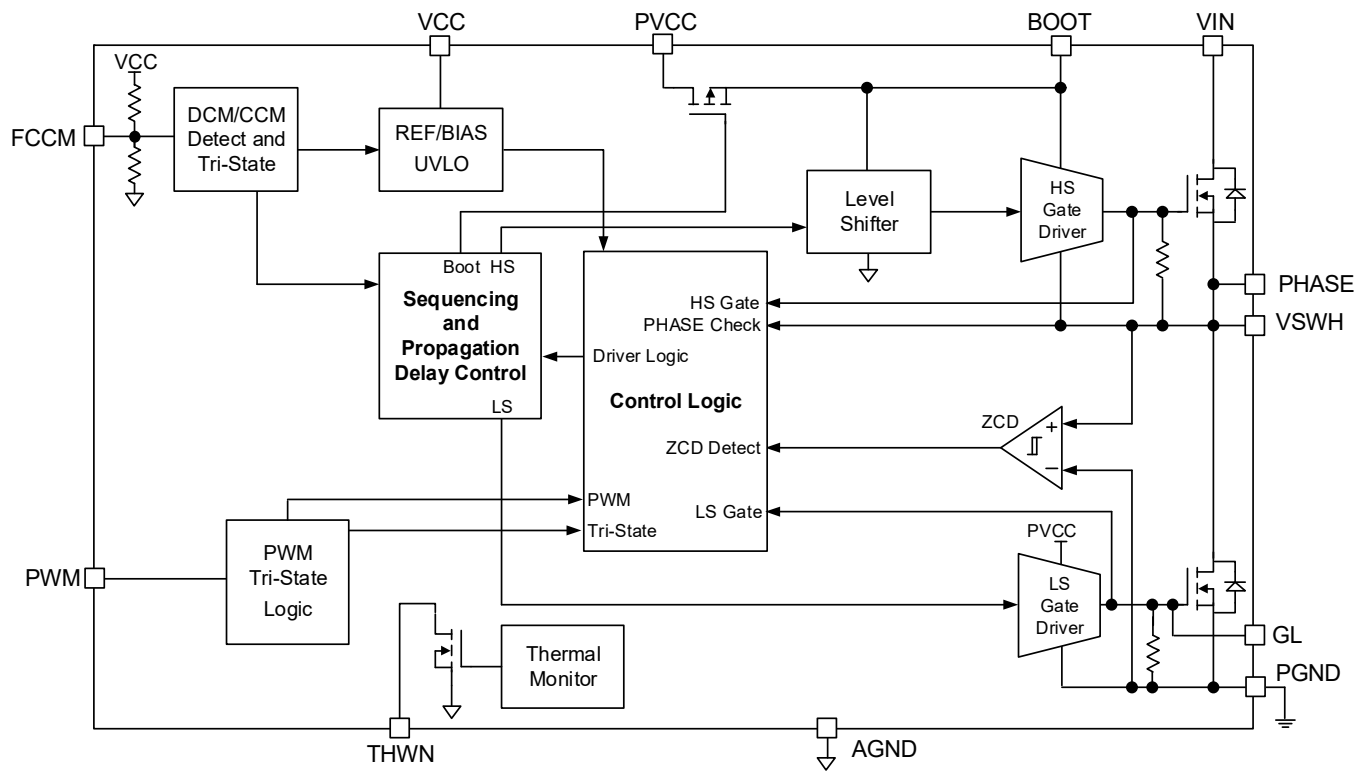 VCC
PVCC
BOOT
VIN
VCC
FCCM
DCM/CCM
Detect and
Tri-State
REF/BIAS
UVLO
Level
Shifter
HS
Gate
Driver
Boot HS
Sequencing
and
Propagation
Delay Control
LS
HS Gate
PHASE Check
Driver Logic
Control Logic
ZCD Detect
PWM
LS Gate
Tri-State
PHASE
VSWH
ZCD
+
−
PVCC
LS
Gate
Driver
PWM
PWM
Tri-State
Logic
Thermal
Monitor
GL
PGND
THWN
AGND